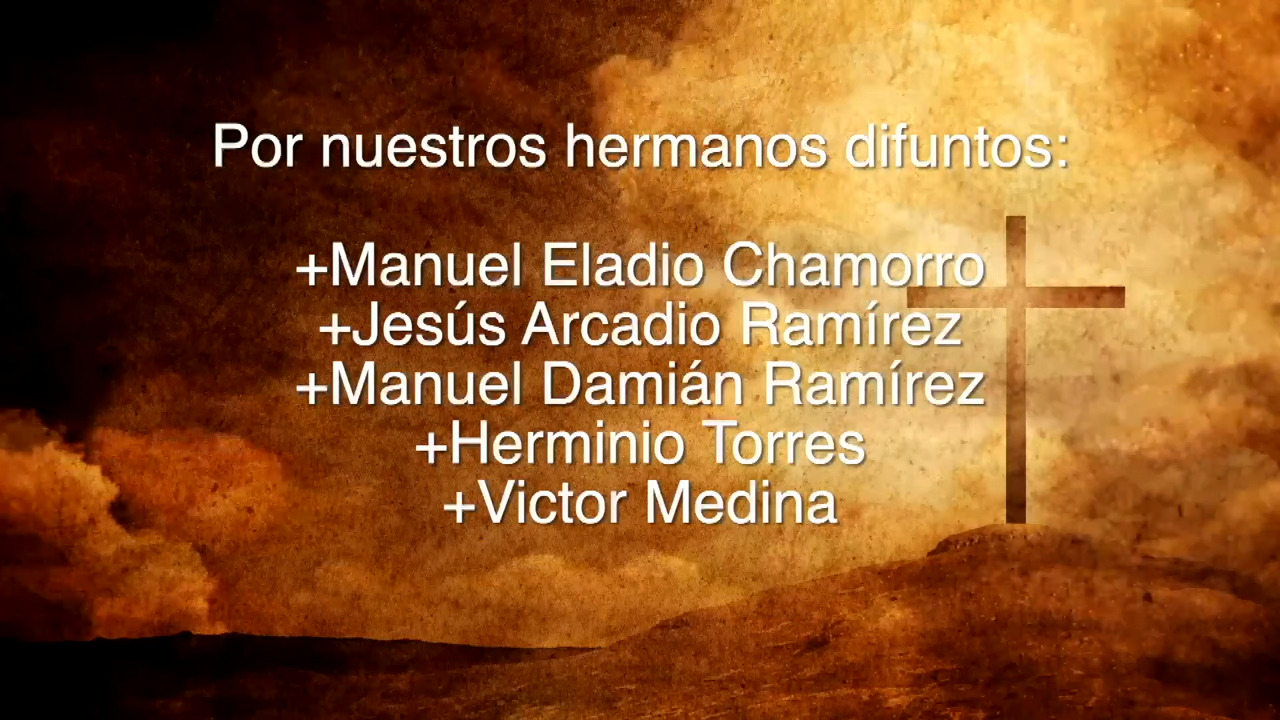 Por nuestros hermanos difuntos:
+Manuel Eladio Chamorro
+Jesús Arcadio Ramírez
+Manuel Damián Ramírez
+Herminio Torres
+Victor Medina